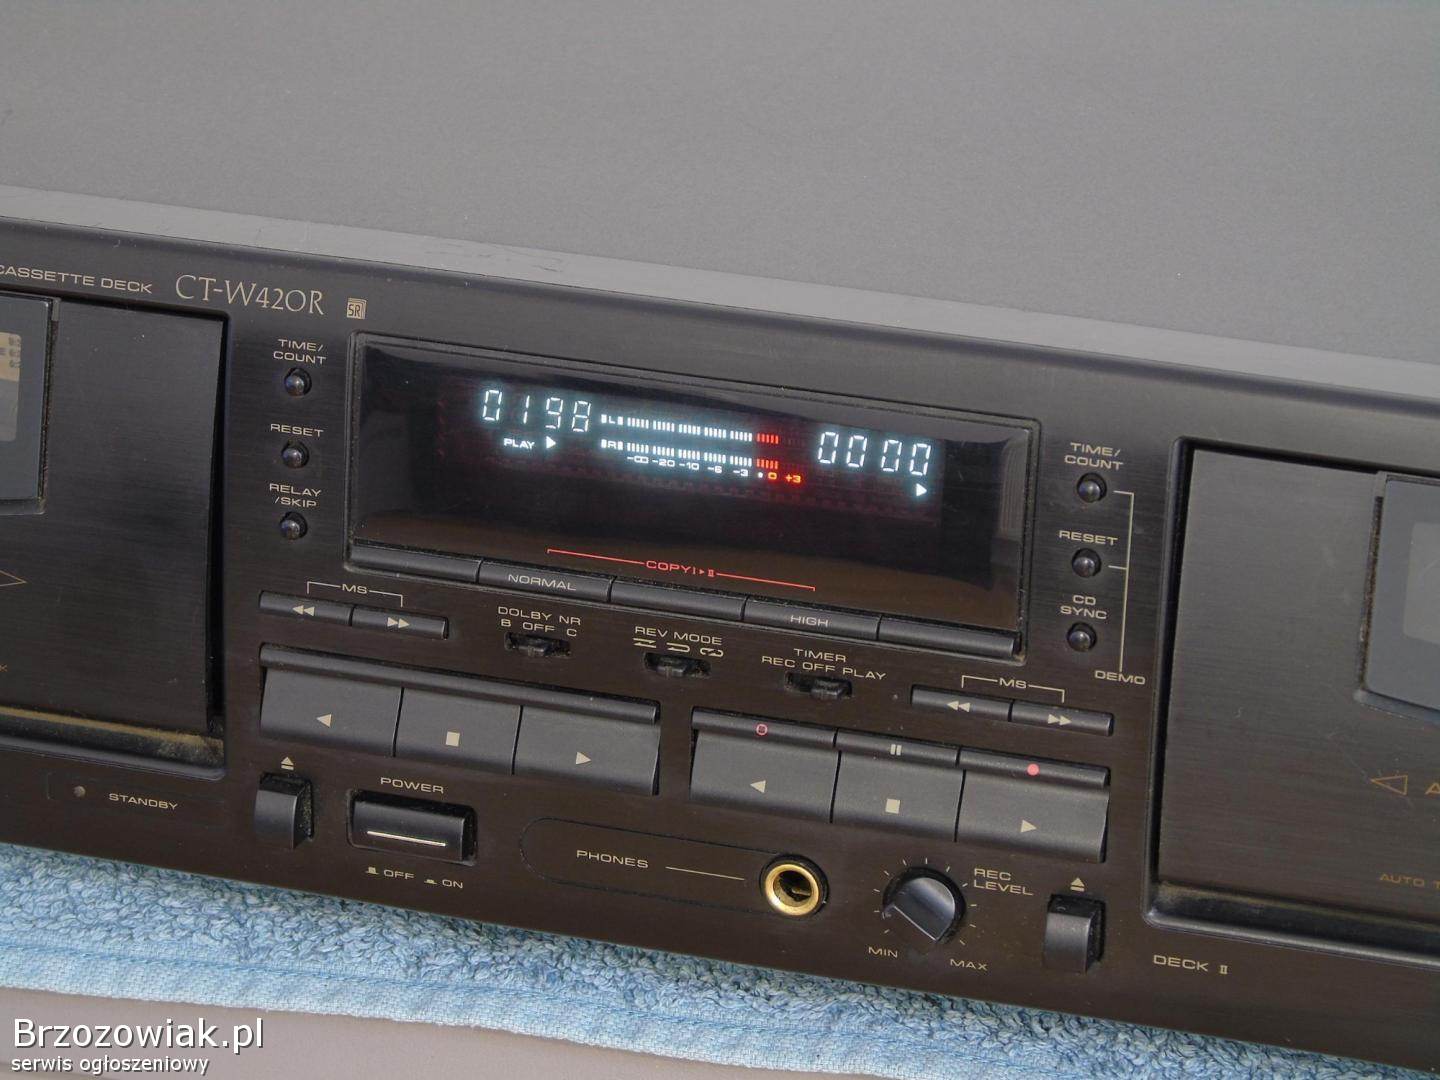 CASSETTE DECK CT-W420R SR
TIME/
COUNT
RESET
RELAY
/SKIP
0198
PLAY
L
R
-∞ -20 -10 -6 -3 • 0 +3
0000
COPY I ▸ II
NORMAL
HIGH
TIME/
COUNT
RESET
CD
SYNC
DEMO
MS
DOLBY NR
B OFF C
REV MODE
TIMER
REC OFF PLAY
MS
STANDBY
POWER
OFF ON
PHONES
REC
LEVEL
MIN MAX
DECK II
Brzozowiak.pl
serwis ogłoszeniowy